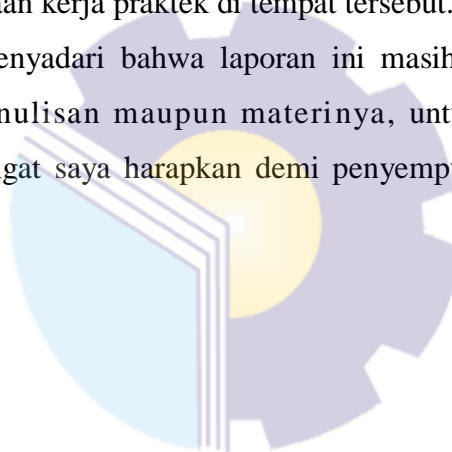 an kerja praktek di tempat tersebut.
enyadari bahwa laporan ini masih
nulisan maupun materinya, unt
gat saya harapkan demi penyemp